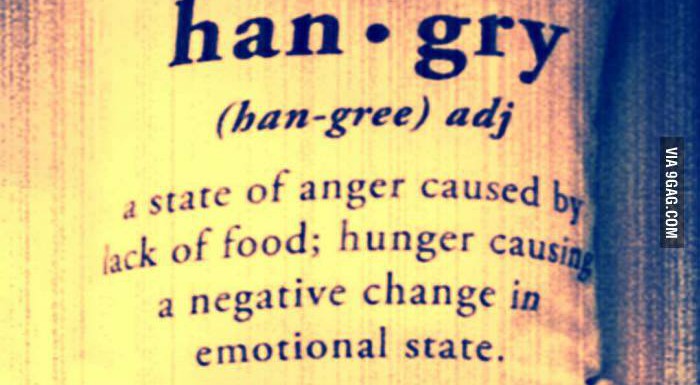 han•gry
(han-gree) adj
a state of anger caused by
lack of food; hunger causing
a negative change in
emotional state.
VIA 9GAG.COM